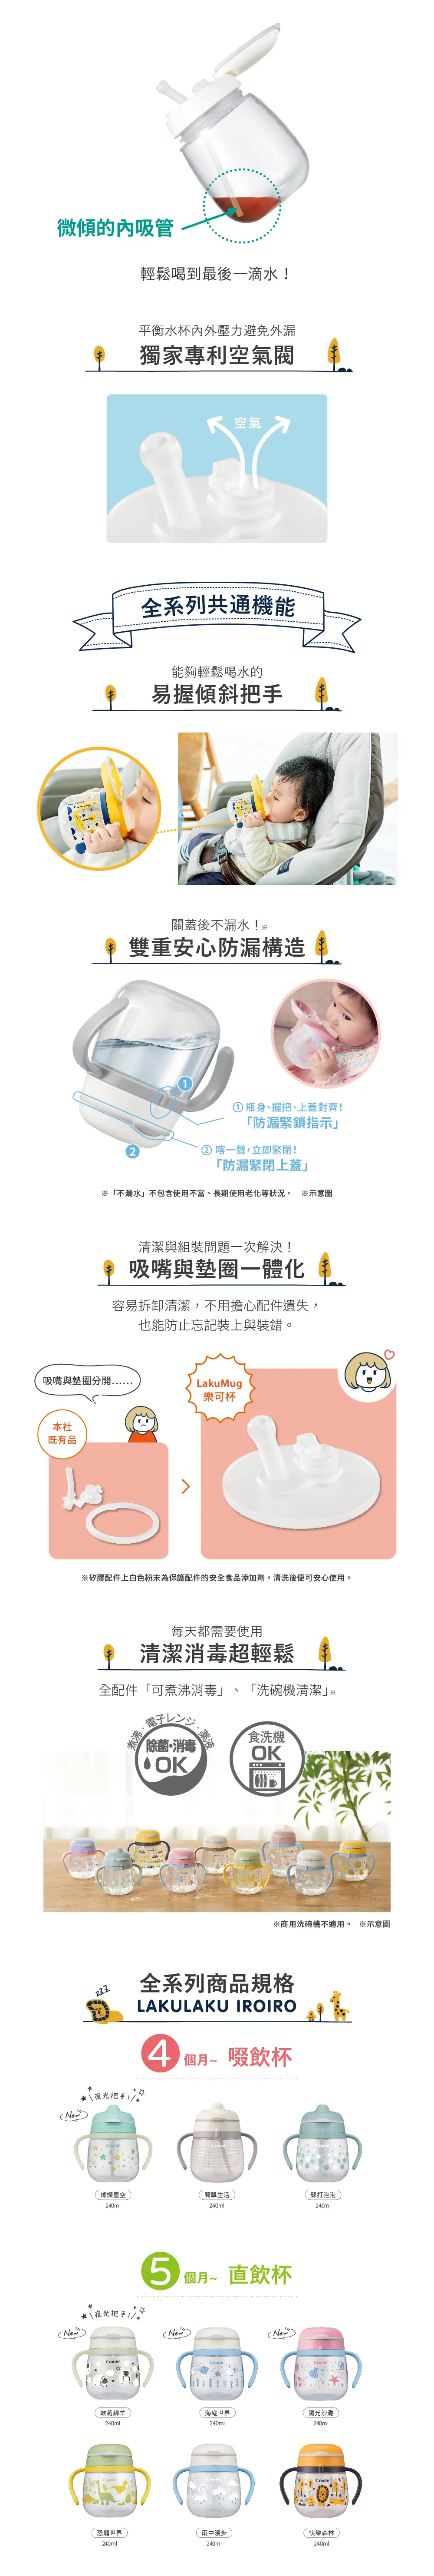 微傾的內吸管
輕鬆喝到最後一滴水！
平衡水杯內外壓力避免外漏
獨家專利空氣閥
空氣
全系列共通機能
能夠輕鬆喝水的
易握傾斜把手
關蓋後不漏水！※
雙重安心防漏構造
1
① 瓶身、握把、上蓋對齊！
「防漏緊鎖指示」
② 喀一聲，立即緊閉！
「防漏緊閉上蓋」
2
※「不漏水」不包含使用不當、長期使用老化等狀況。 ※示意圖
清潔與組裝問題一次解決！
吸嘴與墊圈一體化
容易拆卸清潔，不用擔心配件遺失，
也能防止忘記裝上與裝錯。
吸嘴與墊圈分開……
LakuMug
樂可杯
本社
既有品
※矽膠配件上白色粉末為保護配件的安全食品添加劑，清洗後便可安心使用。
每天都需要使用
清潔消毒超輕鬆
全配件「可煮沸消毒」、「洗碗機清潔」※
煮沸・電子レンジ・薬液
除菌・消毒
OK
食洗機
OK
※商用洗碗機不適用。 ※示意圖
全系列商品規格
LAKULAKU IROIRO
zzz
4個月~ 啜飲杯
夜光把手!
New
燦爛星空
240ml
簡單生活
240ml
蘇打泡泡
240ml
5個月~ 直飲杯
夜光把手!
New
New
New
軟萌綿羊
240ml
海底世界
240ml
陽光沙灘
240ml
恐龍世界
240ml
雨中漫步
240ml
快樂森林
240ml